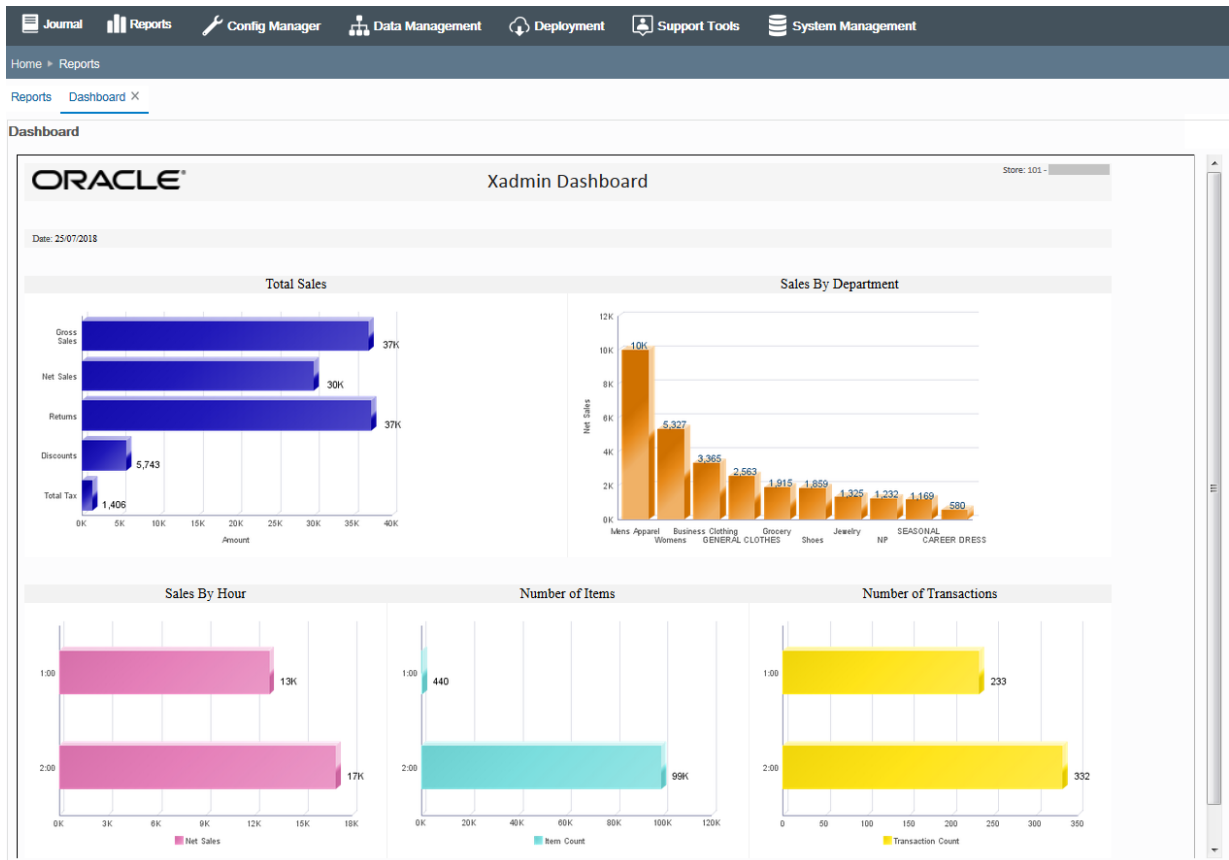 Journal Reports Config Manager Data Management Deployment Support Tools System Management
Home Reports
Reports Dashboard ×
Dashboard
ORACLE®
Xadmin Dashboard
Store: 101 -
Date: 25/07/2018
Total Sales
Gross
Sales
37K
Net Sales
30K
Returns
37K
Discounts
5,743
Total Tax
1,406
0K 5K 10K 15K 20K 25K 30K 35K 40K
Amount
Sales By Department
12K
10K
8K
6K
4K
2K
0K
Net Sales
10K 5,327 3,365 2,563 1,915 1,859 1,325 1,232 1,169 580
Mens Apparel Business Clothing Grocery Jewelry SEASONAL
Womens GENERAL CLOTHES Shoes NP CAREER DRESS
Sales By Hour
1:00
13K
2:00
17K
0K 3K 6K 9K 12K 15K 18K
Net Sales
Number of Items
1:00
440
2:00
99K
0K 20K 40K 60K 80K 100K 120K
Item Count
Number of Transactions
1:00
233
2:00
332
0 50 100 150 200 250 300 350
Transaction Count